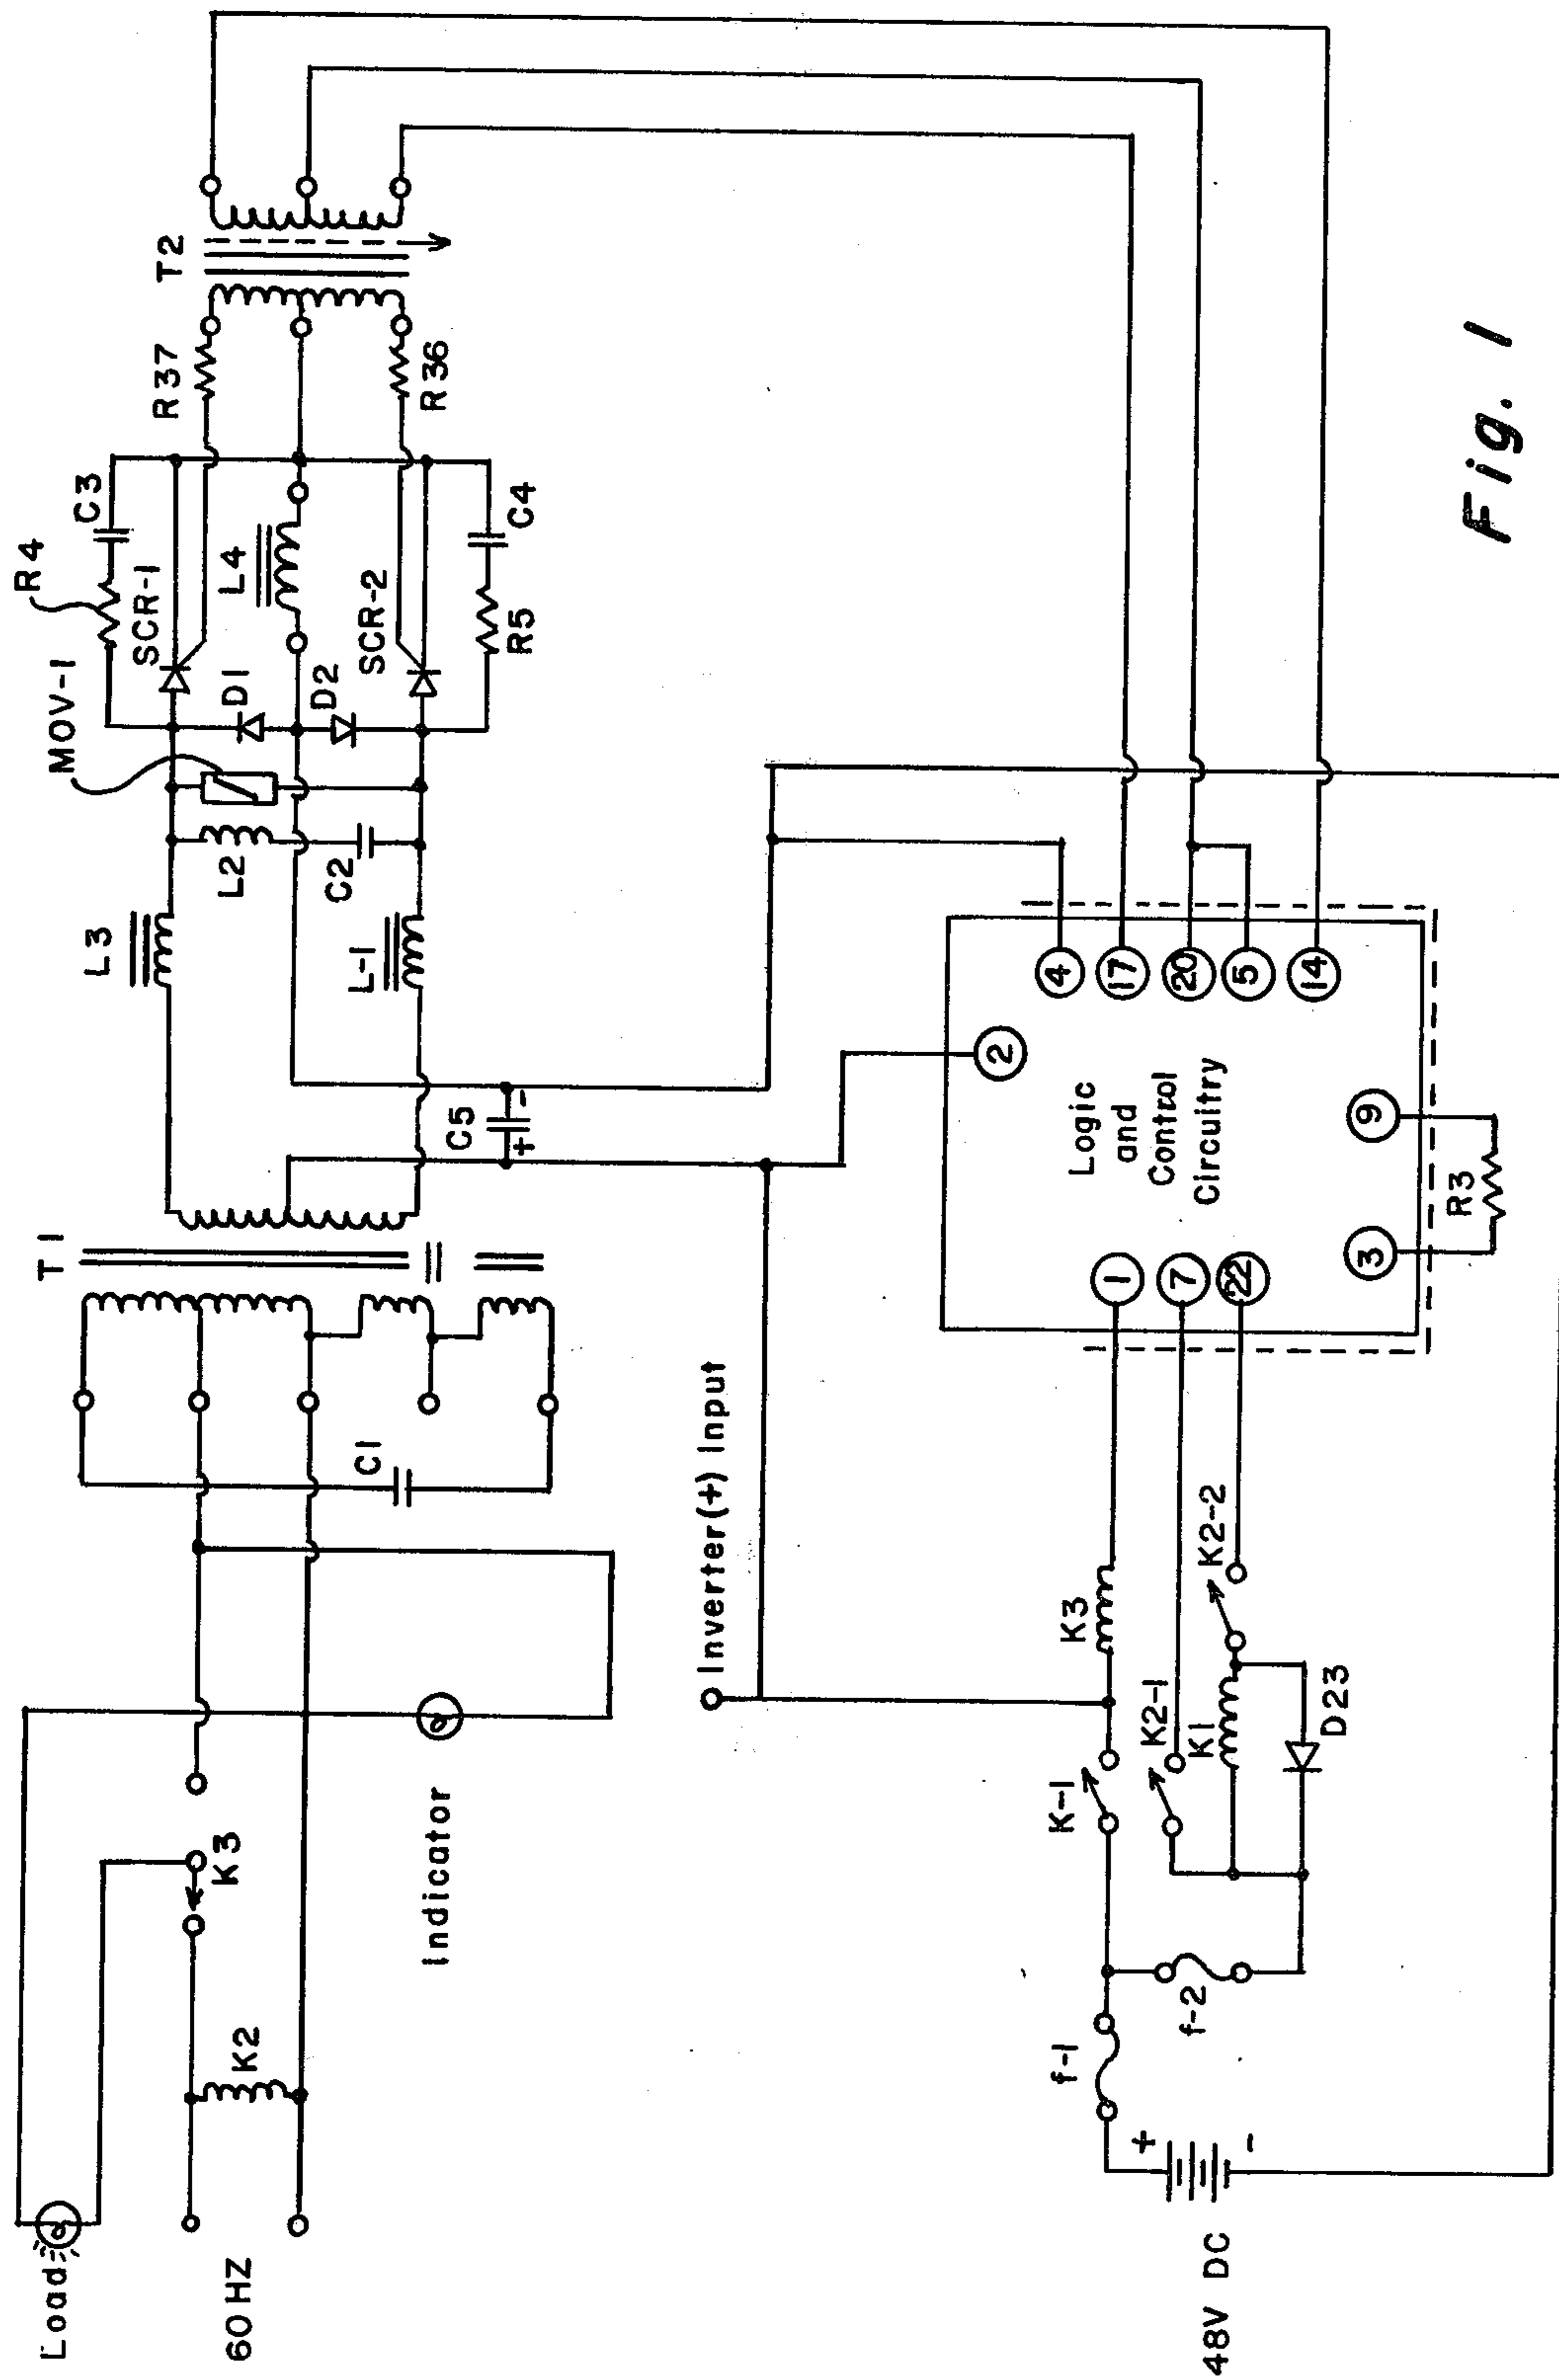 Load
60HZ
K2
K3
Indicator
T1
C1
L3
L-1
C5
+
-
L2
C2
MOV-1
D1
D2
R4
C3
SCR-1
L4
SCR-2
R5
C4
R37
R36
T2
Inverter(+) Input
48V DC
+
-
f-1
f-2
K-1
K2-1
K1
D23
K3
K2-2
1
7
22
3
9
R3
Logic
and
Control
Circuitry
2
4
17
20
5
14
Fig. 1